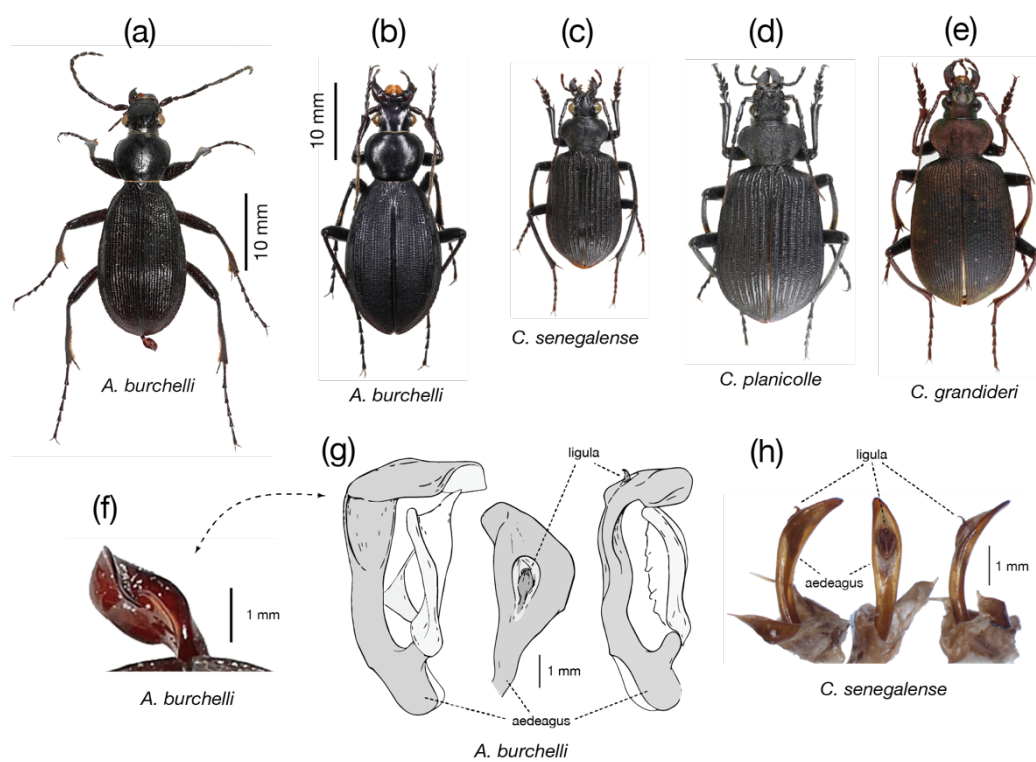 (a)
(b)
(c)
(d)
(e)
10 mm
10 mm
A. burchelli
A. burchelli
C. senegalense
C. planicolle
C. grandideri
(f)
(g)
(h)
ligula
ligula
1 mm
1 mm
1 mm
aedeagus
aedeagus
A. burchelli
A. burchelli
C. senegalense